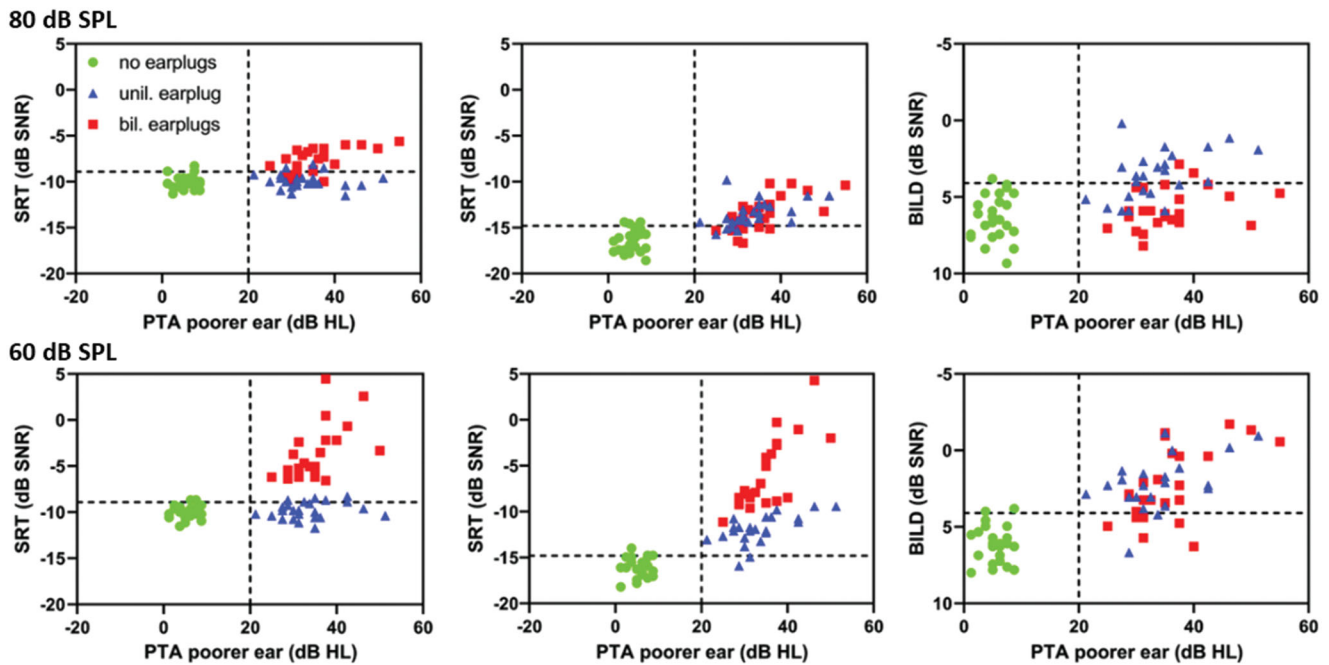 80 dB SPL
5
0
-5
-10
-15
-20
SRT (dB SNR)
no earplugs
unil. earplug
bil. earplugs
-20 0 20 40 60
PTA poorer ear (dB HL)
5
0
-5
-10
-15
-20
SRT (dB SNR)
-20 0 20 40 60
PTA poorer ear (dB HL)
-5
0
5
10
BILD (dB SNR)
0 20 40 60
PTA poorer ear (dB HL)
60 dB SPL
5
0
-5
-10
-15
-20
SRT (dB SNR)
-20 0 20 40 60
PTA poorer ear (dB HL)
5
0
-5
-10
-15
-20
SRT (dB SNR)
-20 0 20 40 60
PTA poorer ear (dB HL)
-5
0
5
10
BILD (dB SNR)
0 20 40 60
PTA poorer ear (dB HL)